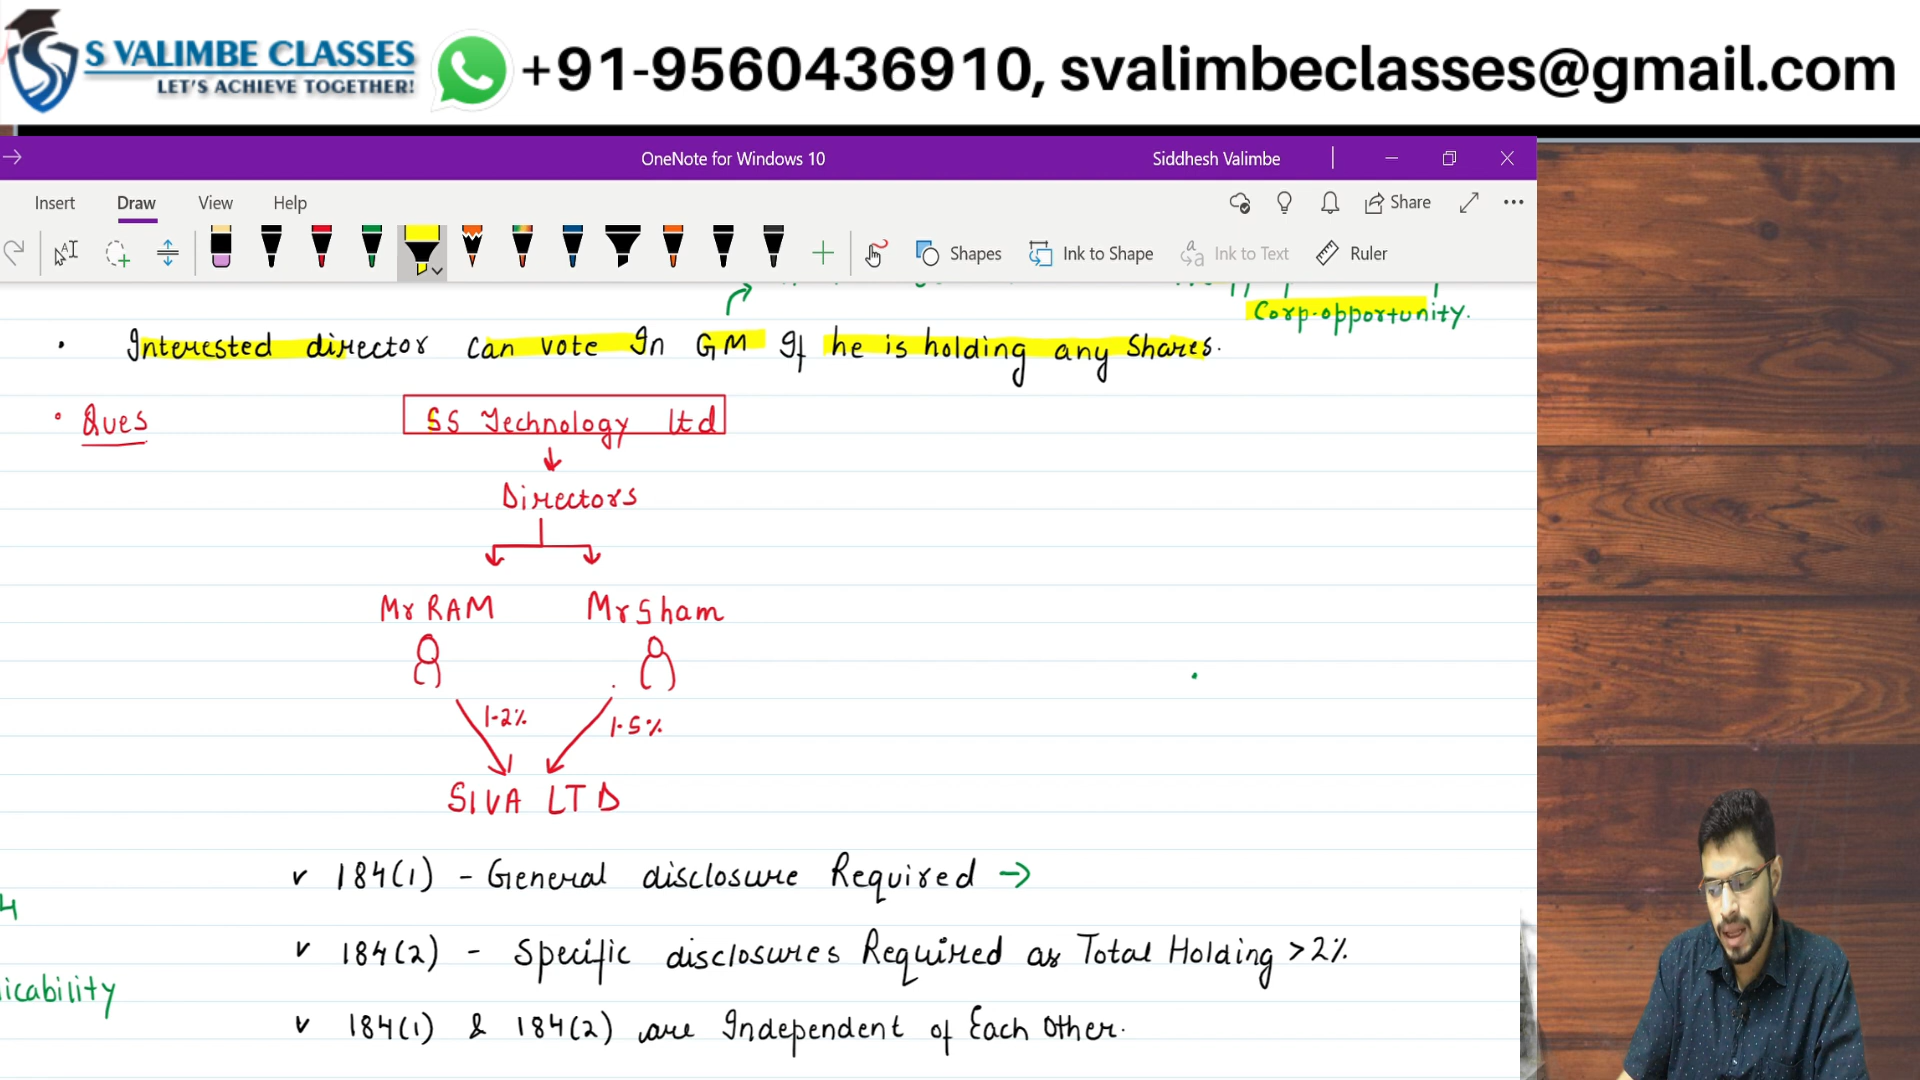 S VALIMBE CLASSES
LET'S ACHIEVE TOGETHER!
+91-9560436910, svalimbeclasses@gmail.com
OneNote for Windows 10
Siddhesh Valimbe
Insert Draw View Help
Share
Shapes Ink to Shape Ink to Text Ruler
Corp. opportunity.
• Interested director can vote In GM If he is holding any Shares.
• Ques
SS Technology Ltd
Directors
Mr RAM Mr Sham
1.2% 1.5%
SIVA LTD
184(1) - General disclosure Required →
184(2) - Specific disclosures Required as Total Holding >2%
icability
184(1) & 184(2) are Independent of Each Other.